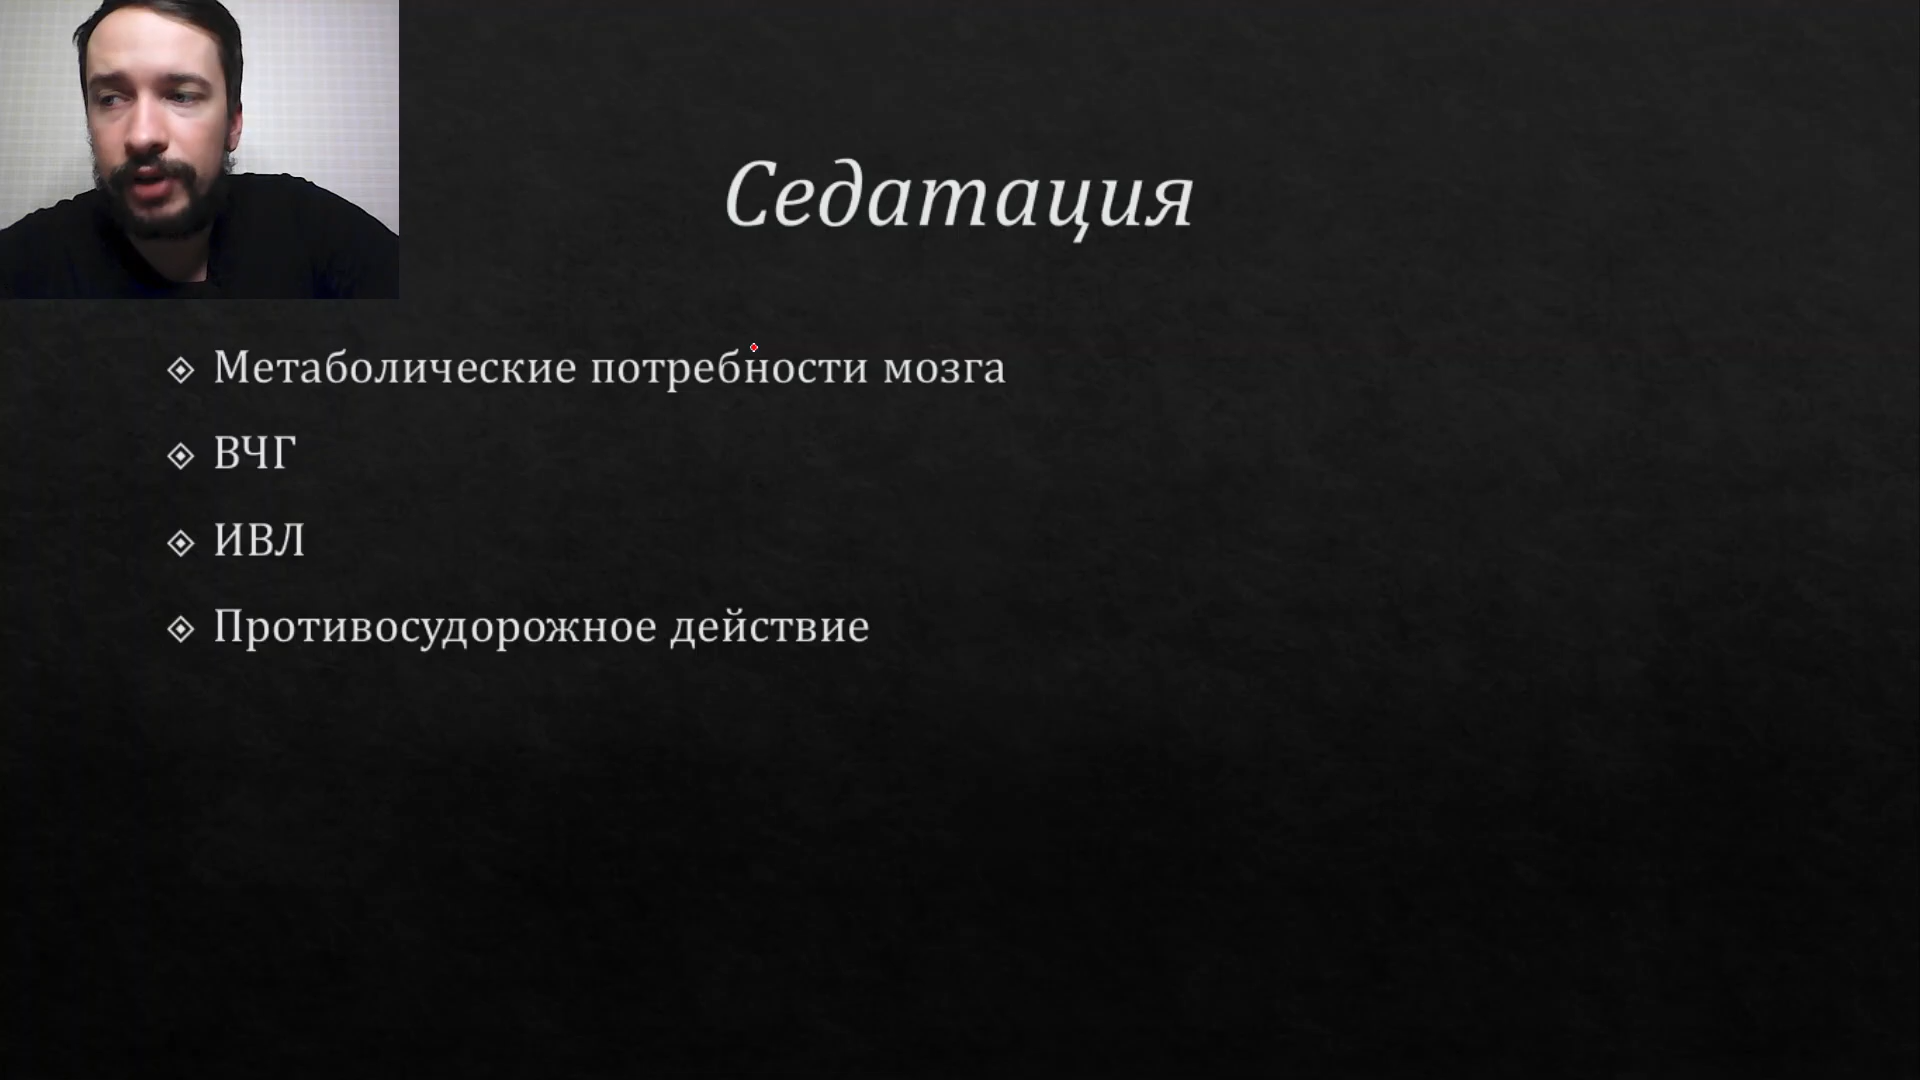 Седатация
Метаболические потребности мозга
ВЧГ
ИВЛ
Противосудорожное действие